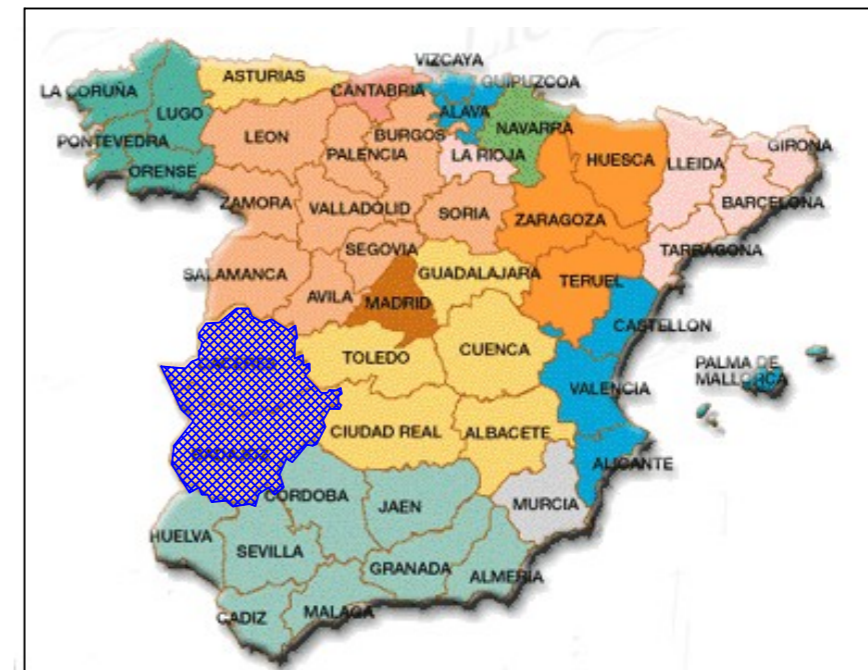 VIZCAYA
ASTURIAS
CANTABRIA
GUIPUZCOA
LA CORUÑA
LUGO
ALAVA
NAVARRA
LEON
BURGOS
PONTEVEDRA
PALENCIA
LA RIOJA
HUESCA
LLEIDA
GIRONA
ORENSE
ZAMORA
VALLADOLID
SORIA
ZARAGOZA
BARCELONA
SEGOVIA
TARRAGONA
SALAMANCA
GUADALAJARA
TERUEL
AVILA
MADRID
CASTELLON
TOLEDO
CUENCA
PALMA DE
MALLORCA
VALENCIA
CIUDAD REAL
ALBACETE
ALICANTE
CORDOBA
JAEN
MURCIA
HUELVA
SEVILLA
GRANADA
ALMERIA
CADIZ
MALAGA